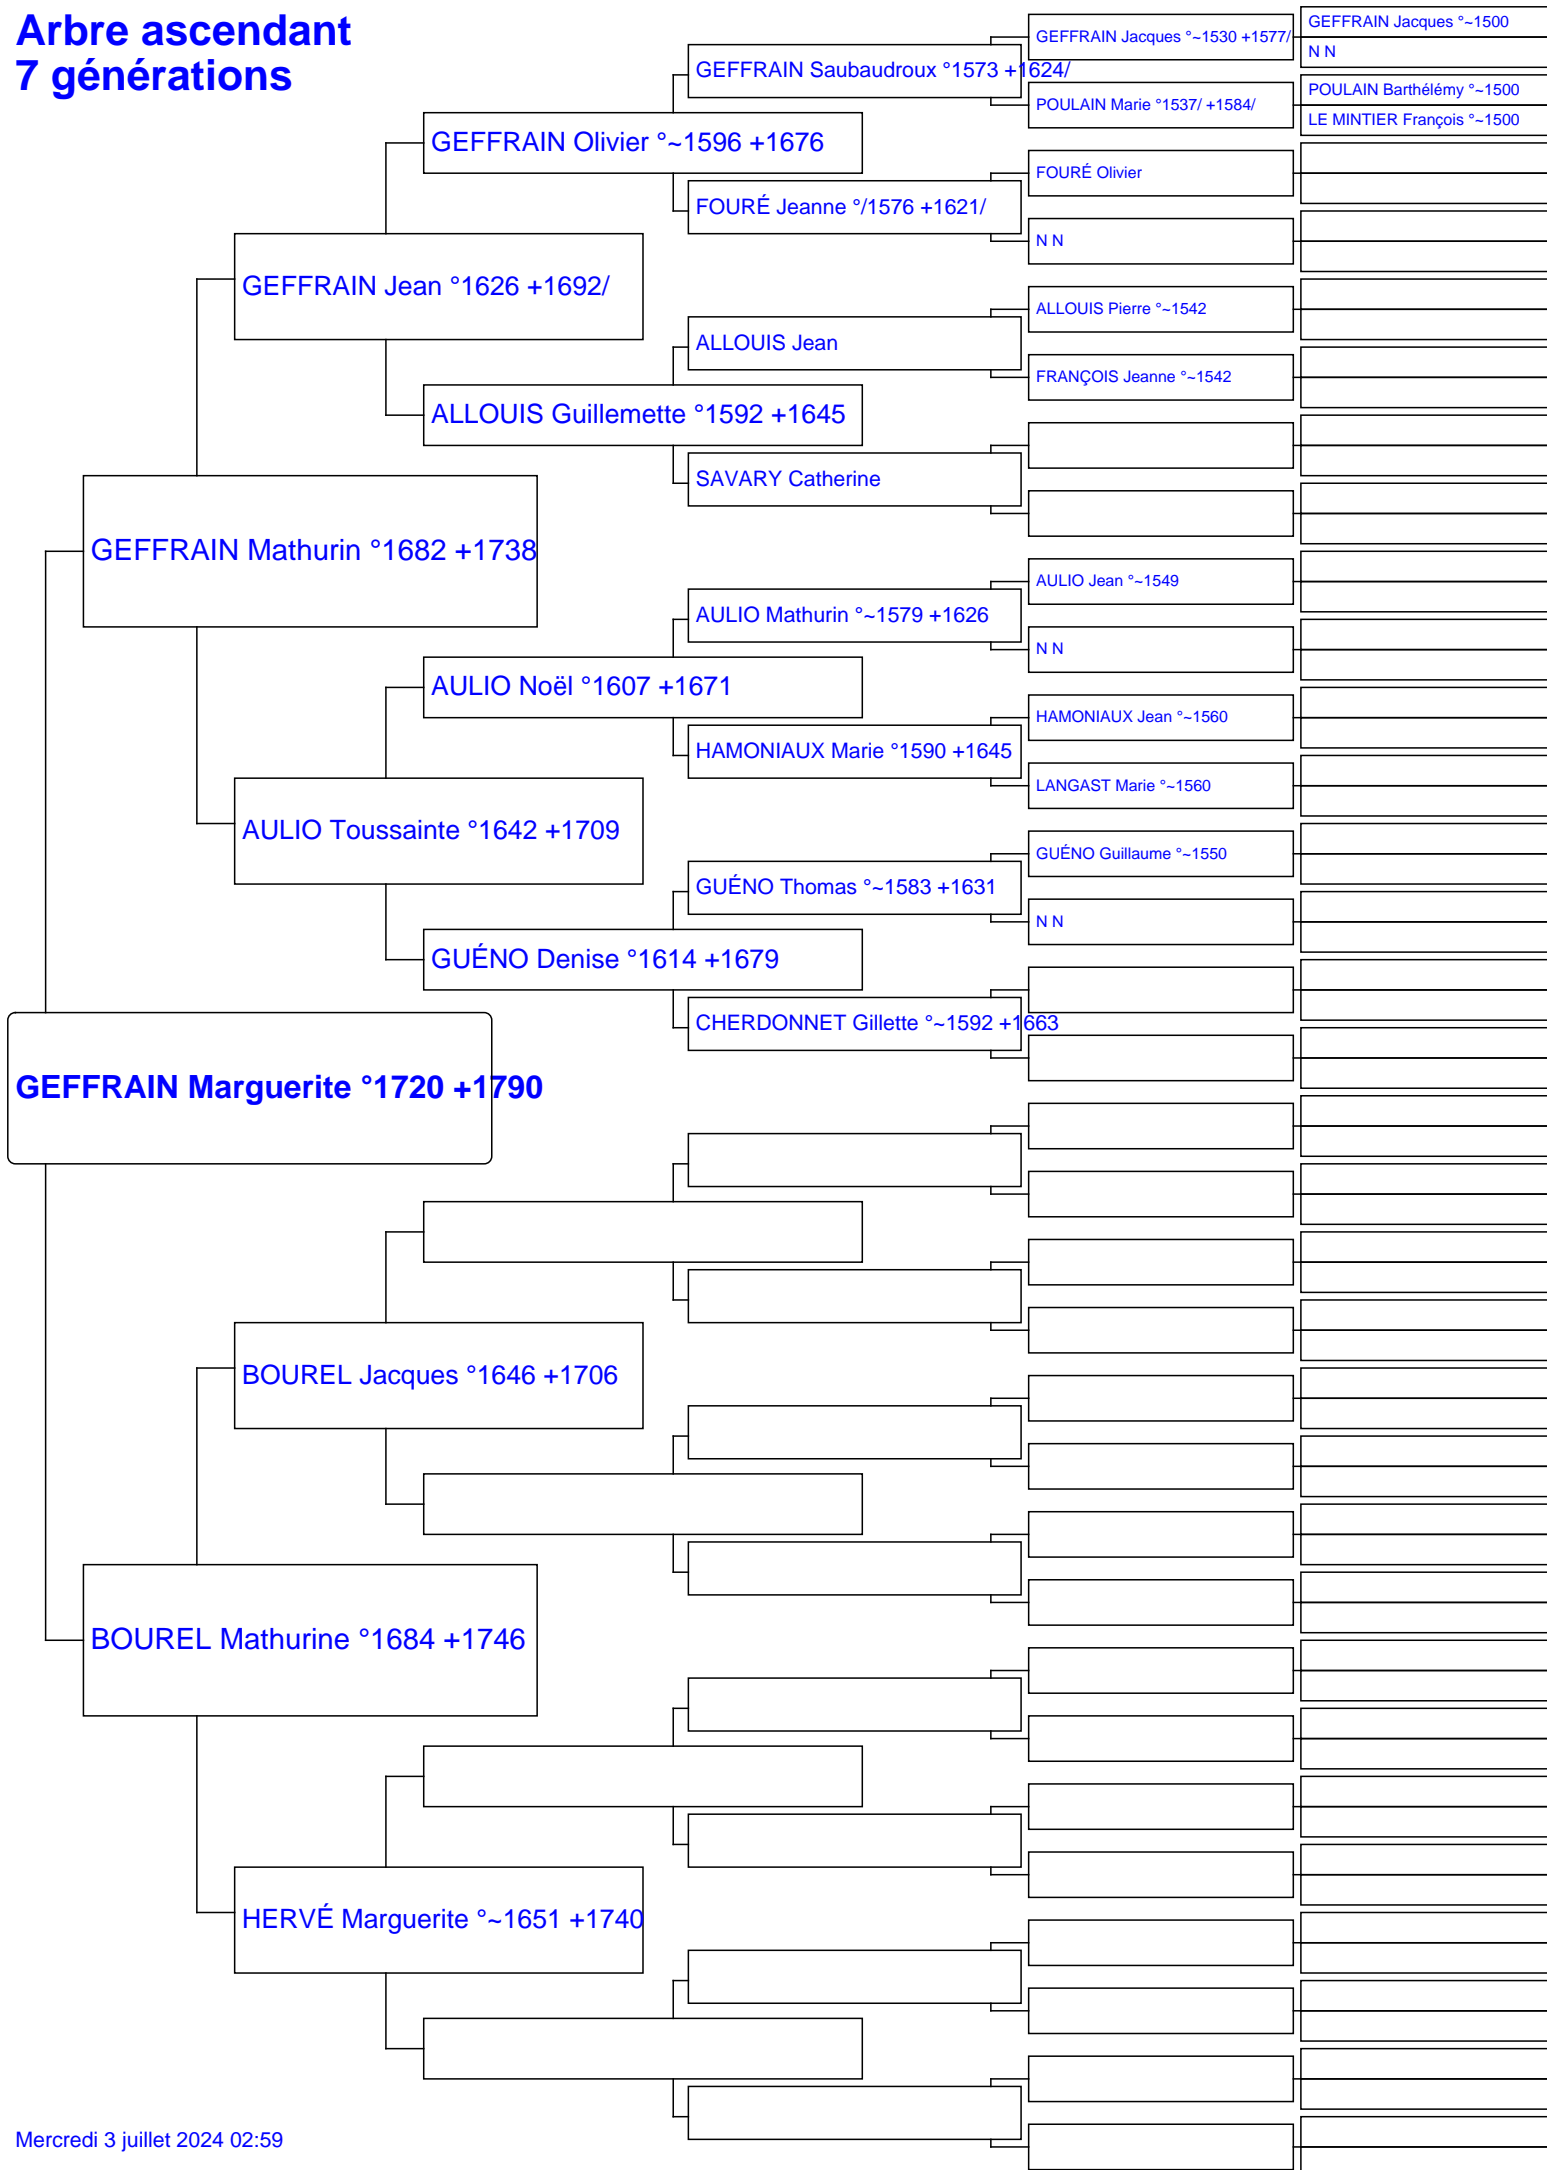 Arbre ascendant
7 générations
GEFFRAIN Jacques °~1500
N N
GEFFRAIN Jacques °~1530 +1577/
GEFFRAIN Saubaudroux °1573 +1624/
POULAIN Barthélémy °~1500
POULAIN Marie °1537/ +1584/
LE MINTIER François °~1500
GEFFRAIN Olivier °~1596 +1676
FOURÉ Olivier
FOURÉ Jeanne °/1576 +1621/
N N
GEFFRAIN Jean °1626 +1692/
ALLOUIS Pierre °~1542
ALLOUIS Jean
FRANÇOIS Jeanne °~1542
ALLOUIS Guillemette °1592 +1645
SAVARY Catherine
GEFFRAIN Mathurin °1682 +1738
AULIO Jean °~1549
AULIO Mathurin °~1579 +1626
N N
AULIO Noël °1607 +1671
HAMONIAUX Jean °~1560
HAMONIAUX Marie °1590 +1645
LANGAST Marie °~1560
AULIO Toussainte °1642 +1709
GUÉNO Guillaume °~1550
GUÉNO Thomas °~1583 +1631
N N
GUÉNO Denise °1614 +1679
CHERDONNET Gillette °~1592 +1663
GEFFRAIN Marguerite °1720 +1790
BOUREL Jacques °1646 +1706
BOUREL Mathurine °1684 +1746
HERVÉ Marguerite °~1651 +1740
Mercredi 3 juillet 2024 02:59